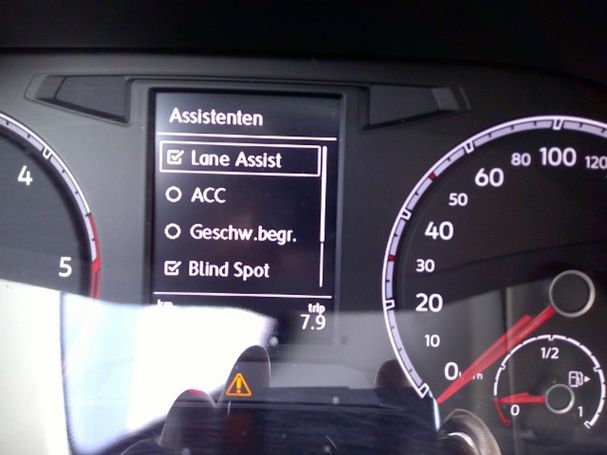 Assistenten
Lane Assist
ACC
Geschw.begr.
Blind Spot
km trip
7.9
4
5
0
10
20
30
40
50
60
80
100
120
1/2
0
1